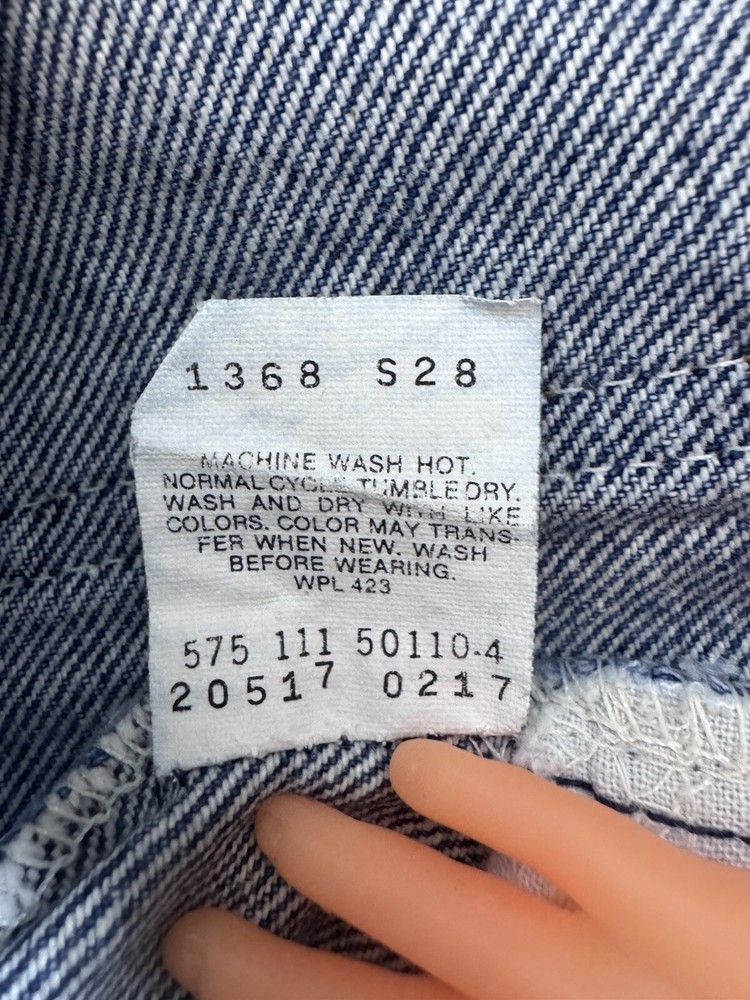 1368 S28
MACHINE WASH HOT.
NORMAL CYCLE TUMBLE DRY.
WASH AND DRY WITH LIKE
COLORS. COLOR MAY TRANS-
FER WHEN NEW. WASH
BEFORE WEARING.
WPL 423
575 111 50110-4
20517 0217